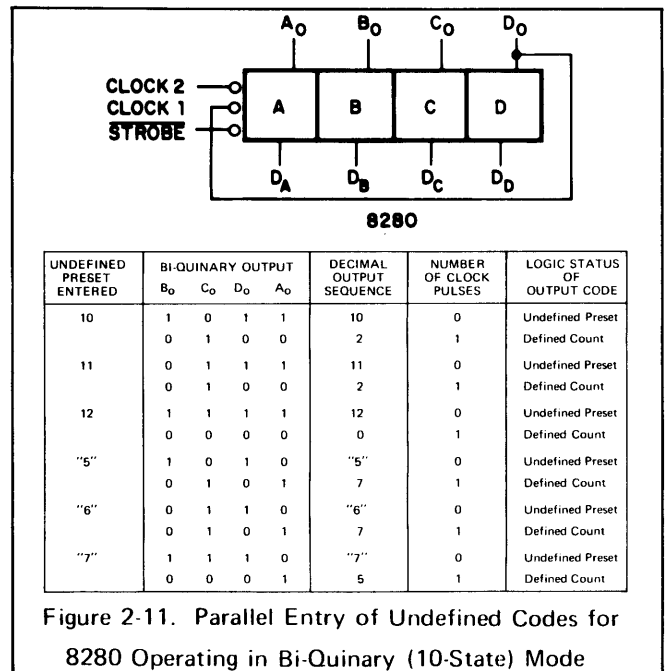 A₀ B₀ C₀ D₀
CLOCK 2
CLOCK 1
STROBE
A B C D
D_A D_B D_C D_D
8280
UNDEFINED PRESET ENTERED BI-QUINARY OUTPUT DECIMAL OUTPUT SEQUENCE NUMBER OF CLOCK PULSES LOGIC STATUS OF OUTPUT CODE
B₀ C₀ D₀ A₀
10 1 0 1 1 10 0 Undefined Preset
0 1 0 0 2 1 Defined Count
11 0 1 1 1 11 0 Undefined Preset
0 1 0 0 2 1 Defined Count
12 1 1 1 1 12 0 Undefined Preset
0 0 0 0 0 1 Defined Count
"5" 1 0 1 0 "5" 0 Undefined Preset
0 1 0 1 7 1 Defined Count
"6" 0 1 1 0 "6" 0 Undefined Preset
0 1 0 1 7 1 Defined Count
"7" 1 1 1 0 "7" 0 Undefined Preset
0 0 0 1 5 1 Defined Count
Figure 2-11. Parallel Entry of Undefined Codes for
8280 Operating in Bi-Quinary (10-State) Mode